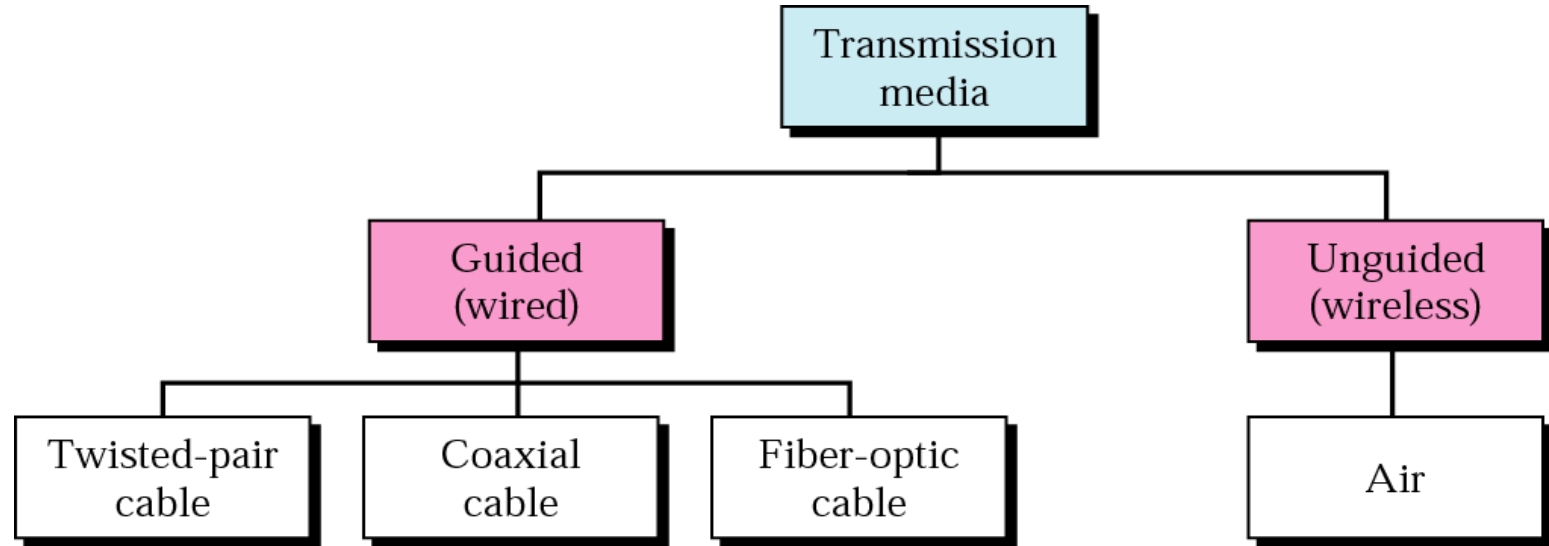 Transmission
media
Guided
(wired)
Unguided
(wireless)
Twisted-pair
cable
Coaxial
cable
Fiber-optic
cable
Air